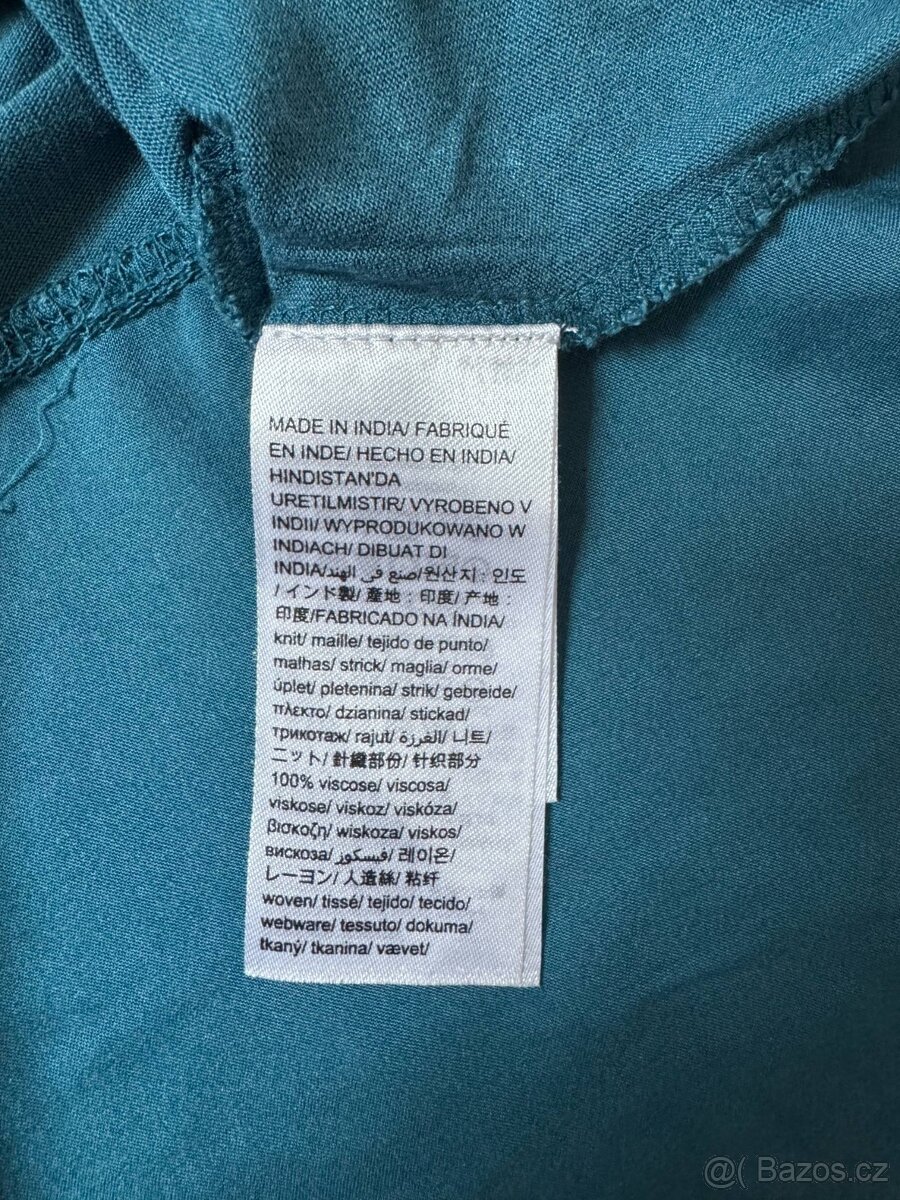 MADE IN INDIA/ FABRIQUÉ
EN INDE/ HECHO EN INDIA/
HINDISTAN'DA
URETILMISTIR/ VYROBENO V
INDII/ WYPRODUKOWANO W
INDIACH/ DIBUAT DI
INDIA/صنع في الهند/원산지 : 인도
/インド製/ 產地 : 印度/ 产地 :
印度/FABRICADO NA ÍNDIA/
knit/ maille/ tejido de punto/
malhas/ strick/ maglia/ orme/
úplet/ pletenina/ strik/ gebreide/
πλεκτο/ dzianina/ stickad/
трикотаж/ rajut/ الغرزة/ 니트/
ニット/ 針織部份/ 针织部分
100% viscose/ viscosa/
viskose/ viskoz/ viskóza/
βισκοζη/ wiskoza/ viskos/
вискоза/ فيسكوز/ 레이온/
レーヨン/ 人造絲/ 粘纤
woven/ tissé/ tejido/ tecido/
webware/ tessuto/ dokuma/
tkaný/ tkanina/ vævet/
@( Bazos.cz